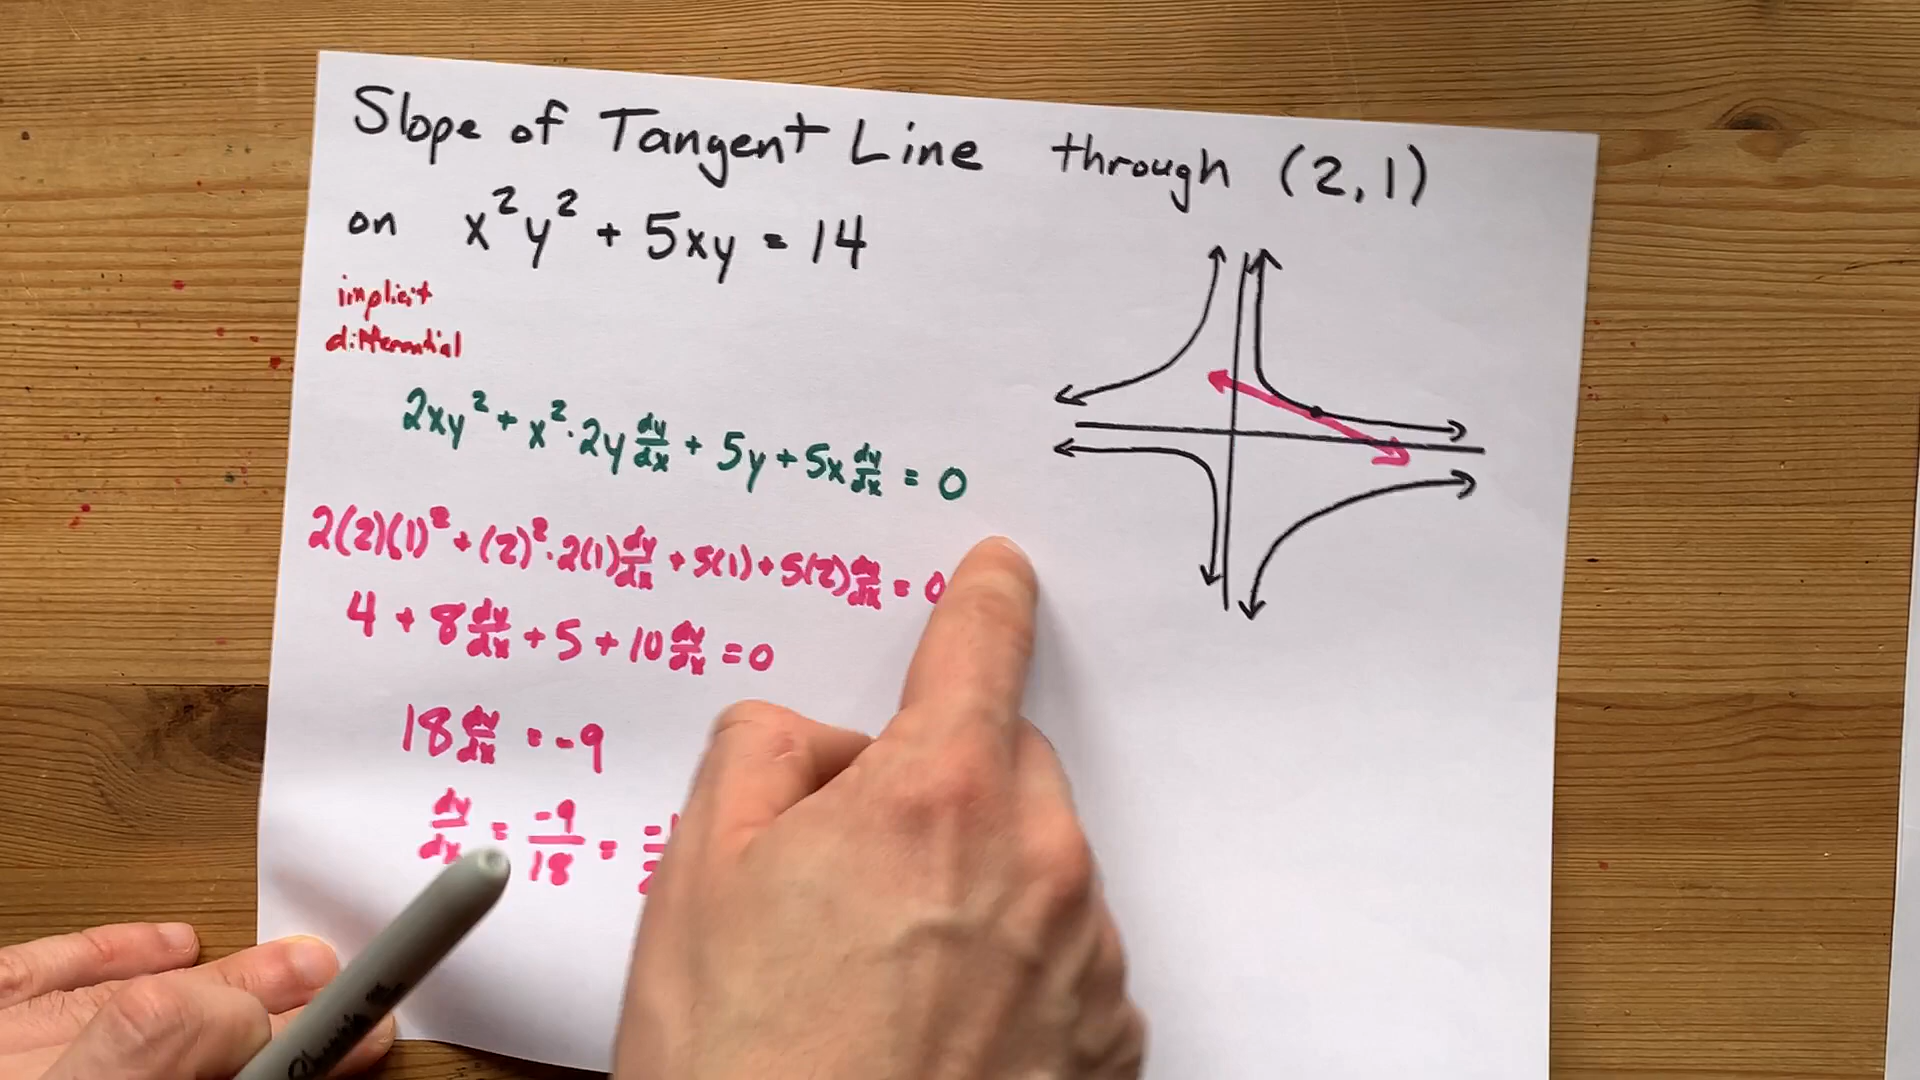 Slope of Tangent Line through (2,1)
on x²y² + 5xy = 14
implicit
differential
2xy² + x²·2y dy/dx + 5y + 5x dy/dx = 0
2(2)(1)² + (2)²·2(1) dy/dx + 5(1) + 5(2) dy/dx = 0
4 + 8 dy/dx + 5 + 10 dy/dx = 0
18 dy/dx = -9
dy/dx = -9/18 =
Sharpie